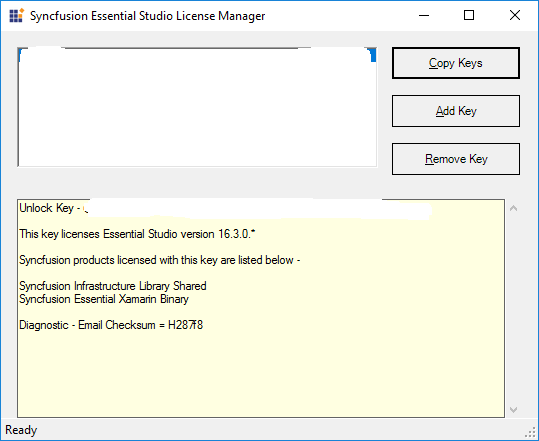 Syncfusion Essential Studio License Manager
Copy Keys
Add Key
Remove Key
Unlock Key -
This key licenses Essential Studio version 16.3.0.*
Syncfusion products licensed with this key are listed below -
Syncfusion Infrastructure Library Shared
Syncfusion Essential Xamarin Binary
Diagnostic - Email Checksum = H287f8
Ready